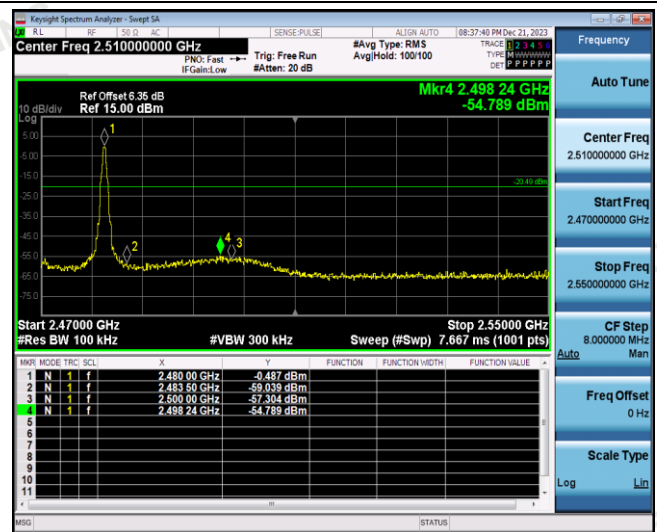 Keysight Spectrum Analyzer - Swept SA
RL RF 50 Ω AC SENSE:PULSE ALIGN AUTO 08:37:40 PM Dec 21, 2023
Center Freq 2.510000000 GHz
PNO: Fast
IFGain:Low
Trig: Free Run
#Atten: 20 dB
#Avg Type: RMS
Avg|Hold: 100/100
TRACE 1 2 3 4 5 6
TYPE MWWWWW
DET P P P P P P
Mkr4 2.498 24 GHz
-54.789 dBm
Ref Offset 6.35 dB
10 dB/div Ref 15.00 dBm
Log
5.00
-5.00
-15.0
-25.0
-35.0
-45.0
-55.0
-65.0
-75.0
1
2
4
3
-20.49 dBm
Start 2.47000 GHz Stop 2.55000 GHz
#Res BW 100 kHz #VBW 300 kHz Sweep (#Swp) 7.667 ms (1001 pts)
MKR MODE TRC SCL X Y FUNCTION FUNCTION WIDTH FUNCTION VALUE
1 N 1 f 2.480 00 GHz -0.487 dBm
2 N 1 f 2.483 50 GHz -59.039 dBm
3 N 1 f 2.500 00 GHz -57.304 dBm
4 N 1 f 2.498 24 GHz -54.789 dBm
5
6
7
8
9
10
11
MSG STATUS
Frequency
Auto Tune
Center Freq
2.510000000 GHz
Start Freq
2.470000000 GHz
Stop Freq
2.550000000 GHz
CF Step
8.000000 MHz
Auto Man
Freq Offset
0 Hz
Scale Type
Log Lin